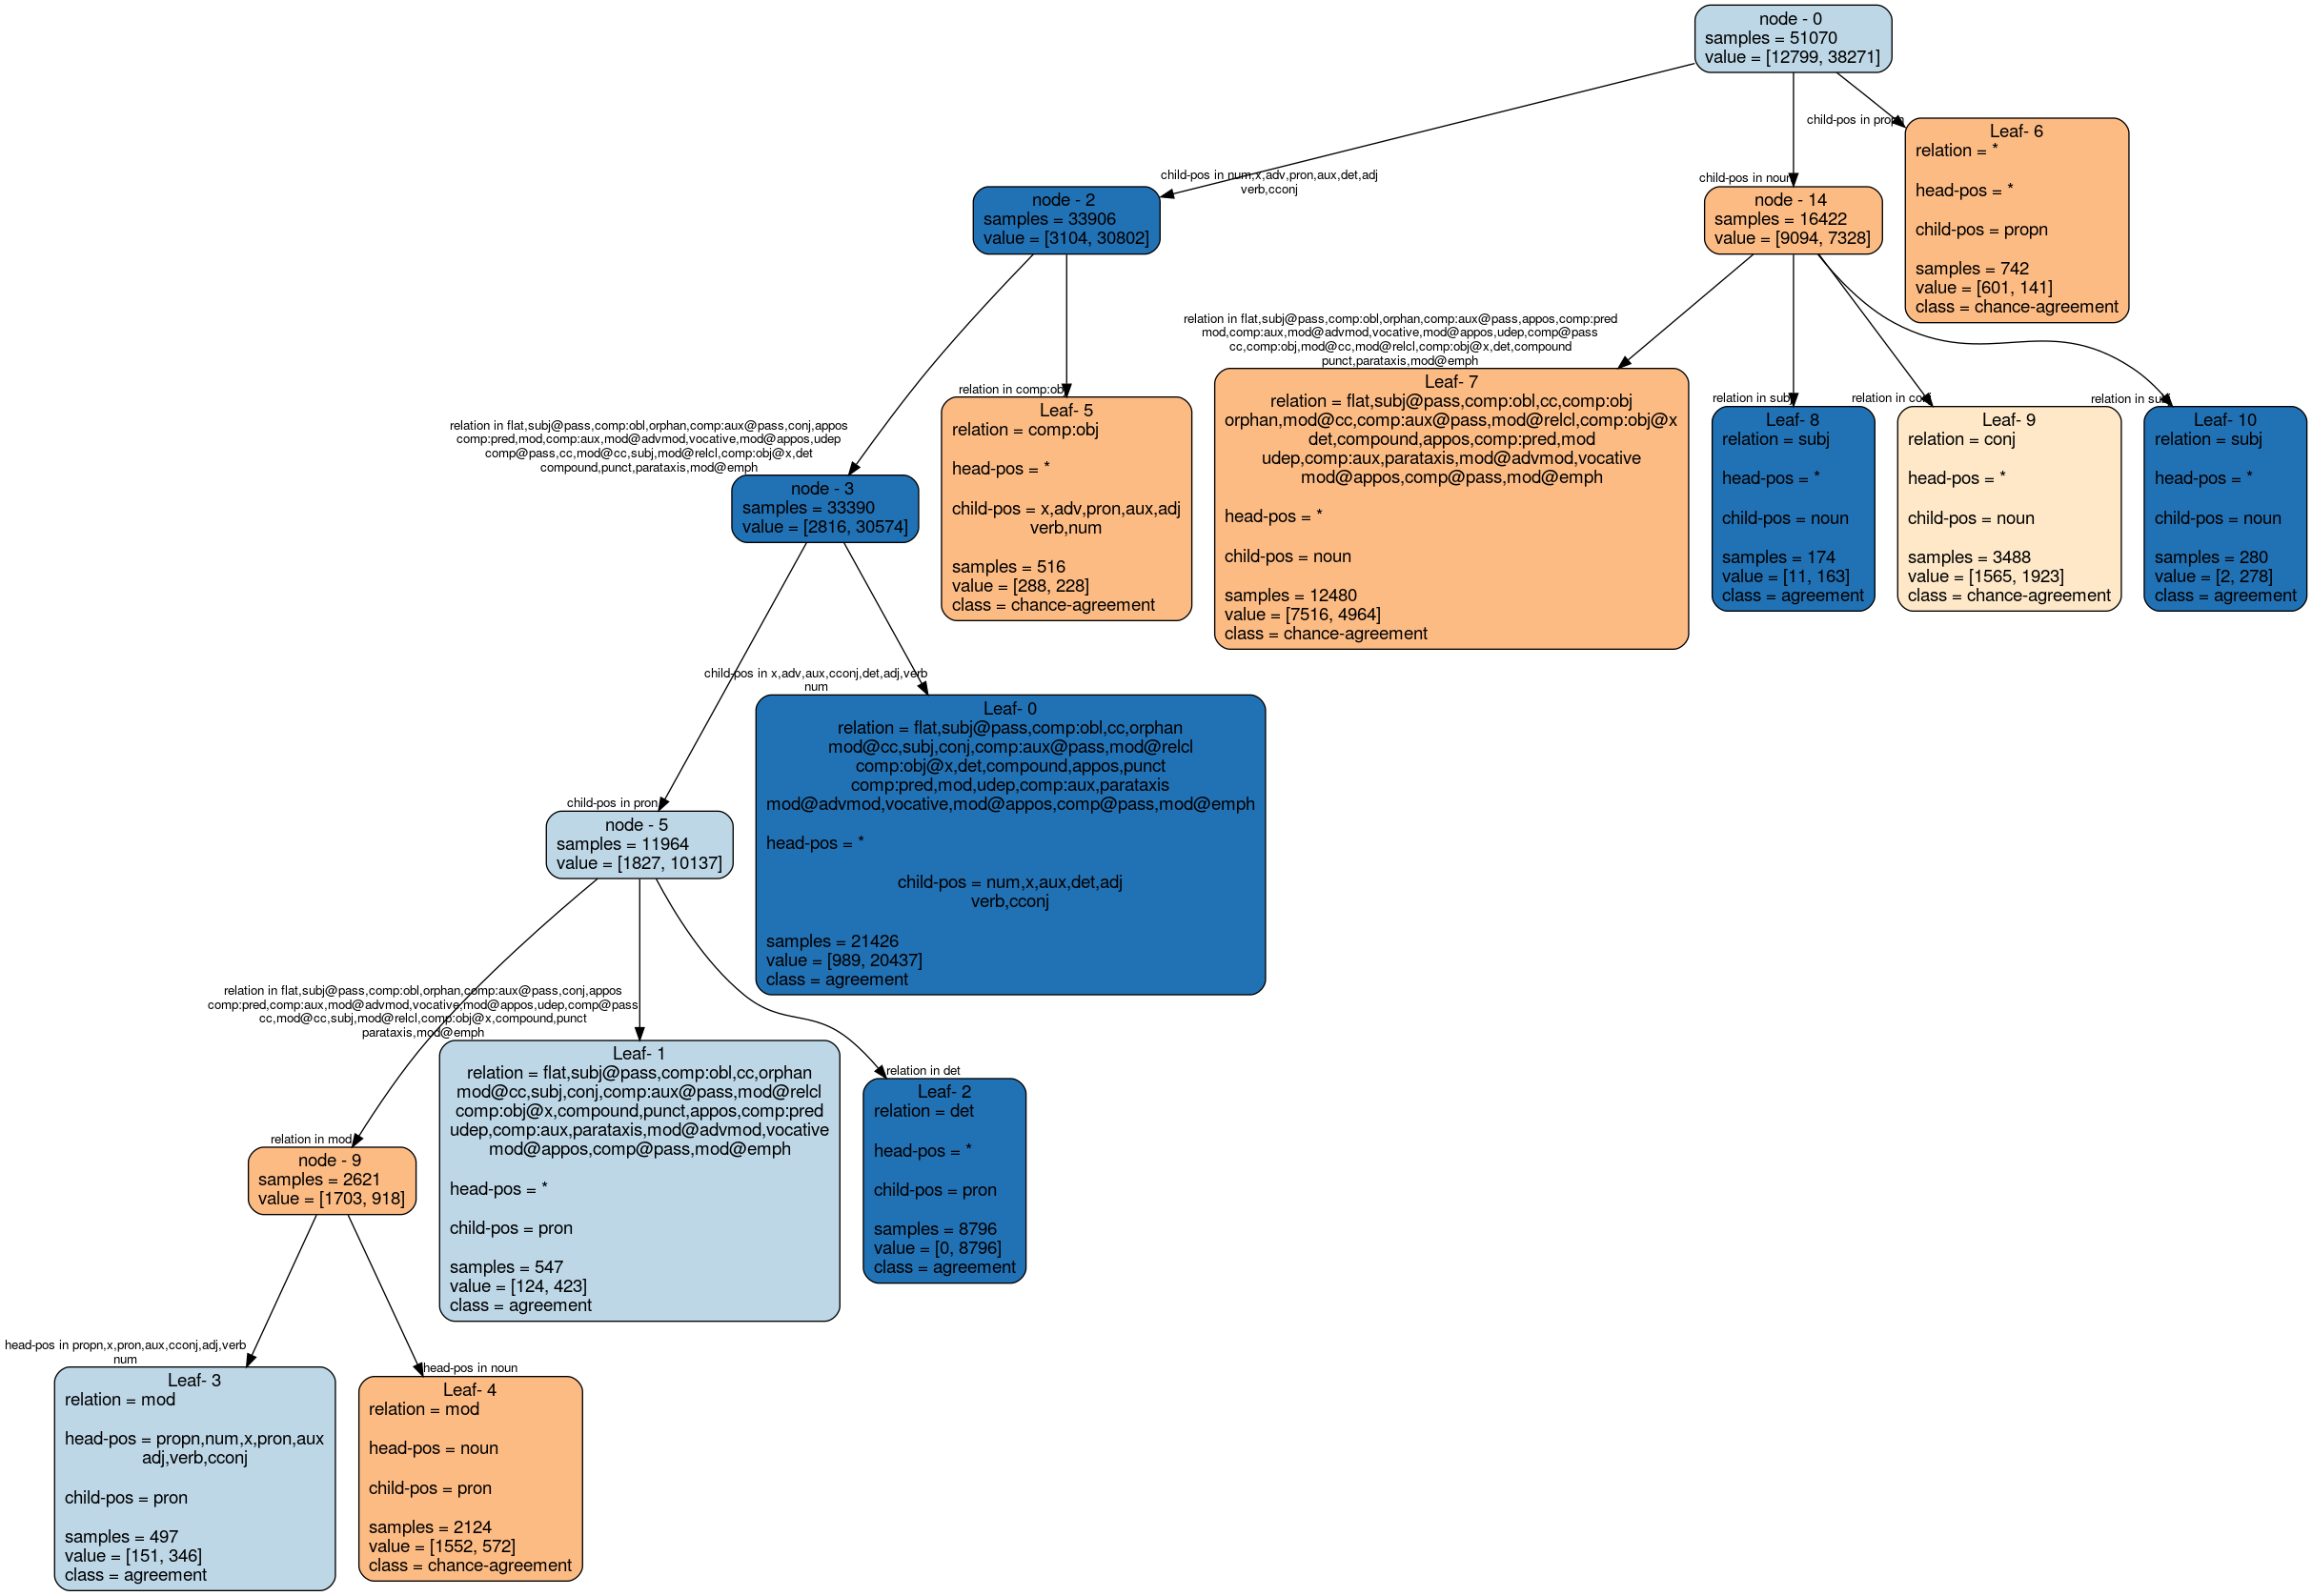 node - 0
samples = 51070
value = [12799, 38271]
child-pos in propn
Leaf- 6
relation = *
head-pos = *
child-pos = propn
samples = 742
value = [601, 141]
class = chance-agreement
child-pos in num,x,adv,pron,aux,det,adj
verb,cconj
node - 2
samples = 33906
value = [3104, 30802]
child-pos in noun
node - 14
samples = 16422
value = [9094, 7328]
relation in flat,subj@pass,comp:obl,orphan,comp:aux@pass,appos,comp:pred
mod,comp:aux,mod@advmod,vocative,mod@appos,udep,comp@pass
cc,comp:obj,mod@cc,mod@relcl,comp:obj@x,det,compound
punct,parataxis,mod@emph
Leaf- 7
relation = flat,subj@pass,comp:obl,cc,comp:obj
orphan,mod@cc,comp:aux@pass,mod@relcl,comp:obj@x
det,compound,appos,comp:pred,mod
udep,comp:aux,parataxis,mod@advmod,vocative
mod@appos,comp@pass,mod@emph
head-pos = *
child-pos = noun
samples = 12480
value = [7516, 4964]
class = chance-agreement
relation in subj
Leaf- 8
relation = subj
head-pos = *
child-pos = noun
samples = 174
value = [11, 163]
class = agreement
relation in conj
Leaf- 9
relation = conj
head-pos = *
child-pos = noun
samples = 3488
value = [1565, 1923]
class = chance-agreement
relation in subj
Leaf- 10
relation = subj
head-pos = *
child-pos = noun
samples = 280
value = [2, 278]
class = agreement
relation in comp:obj
Leaf- 5
relation = comp:obj
head-pos = *
child-pos = x,adv,pron,aux,adj
verb,num
samples = 516
value = [288, 228]
class = chance-agreement
relation in flat,subj@pass,comp:obl,orphan,comp:aux@pass,conj,appos
comp:pred,mod,comp:aux,mod@advmod,vocative,mod@appos,udep
comp@pass,cc,mod@cc,subj,mod@relcl,comp:obj@x,det
compound,punct,parataxis,mod@emph
node - 3
samples = 33390
value = [2816, 30574]
child-pos in x,adv,aux,cconj,det,adj,verb
num
Leaf- 0
relation = flat,subj@pass,comp:obl,cc,orphan
mod@cc,subj,conj,comp:aux@pass,mod@relcl
comp:obj@x,det,compound,appos,punct
comp:pred,mod,udep,comp:aux,parataxis
mod@advmod,vocative,mod@appos,comp@pass,mod@emph
head-pos = *
child-pos = num,x,aux,det,adj
verb,cconj
samples = 21426
value = [989, 20437]
class = agreement
child-pos in pron
node - 5
samples = 11964
value = [1827, 10137]
relation in flat,subj@pass,comp:obl,orphan,comp:aux@pass,conj,appos
comp:pred,comp:aux,mod@advmod,vocative,mod@appos,udep,comp@pass
cc,mod@cc,subj,mod@relcl,comp:obj@x,compound,punct
parataxis,mod@emph
Leaf- 1
relation = flat,subj@pass,comp:obl,cc,orphan
mod@cc,subj,conj,comp:aux@pass,mod@relcl
comp:obj@x,compound,punct,appos,comp:pred
udep,comp:aux,parataxis,mod@advmod,vocative
mod@appos,comp@pass,mod@emph
head-pos = *
child-pos = pron
samples = 547
value = [124, 423]
class = agreement
relation in det
Leaf- 2
relation = det
head-pos = *
child-pos = pron
samples = 8796
value = [0, 8796]
class = agreement
relation in mod
node - 9
samples = 2621
value = [1703, 918]
head-pos in propn,x,pron,aux,cconj,adj,verb
num
Leaf- 3
relation = mod
head-pos = propn,num,x,pron,aux
adj,verb,cconj
child-pos = pron
samples = 497
value = [151, 346]
class = agreement
head-pos in noun
Leaf- 4
relation = mod
head-pos = noun
child-pos = pron
samples = 2124
value = [1552, 572]
class = chance-agreement